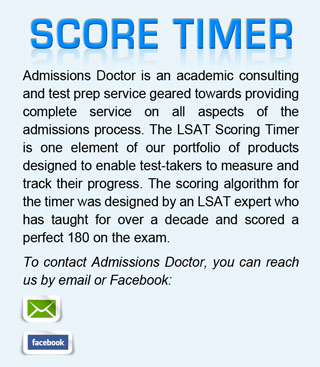 SCORE TIMER
Admissions Doctor is an academic consulting
and test prep service geared towards providing
complete service on all aspects of the
admissions process. The LSAT Scoring Timer
is one element of our portfolio of products
designed to enable test-takers to measure and
track their progress. The scoring algorithm for
the timer was designed by an LSAT expert who
has taught for over a decade and scored a
perfect 180 on the exam.
To contact Admissions Doctor, you can reach
us by email or Facebook:
facebook